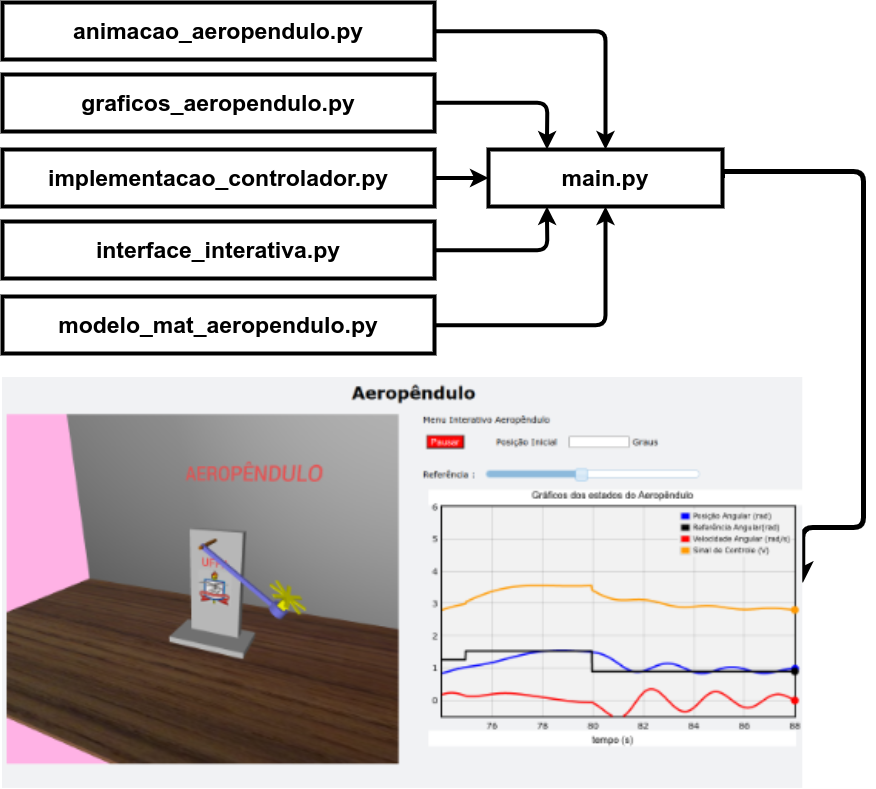 animacao_aeropendulo.py
graficos_aeropendulo.py
implementacao_controlador.py
main.py
interface_interativa.py
modelo_mat_aeropendulo.py
Aeropêndulo
AEROPÊNDULO
Menu Interativo Aeropêndulo
Pausar
Posição Inicial
Graus
Referência :
Gráficos dos estados do Aeropêndulo
Posição Angular (rad)
Referência Angular(rad)
Velocidade Angular (rad/s)
Sinal de Controle (V)
6
5
4
3
2
1
0
76 78 80 82 84 86 88
tempo (s)